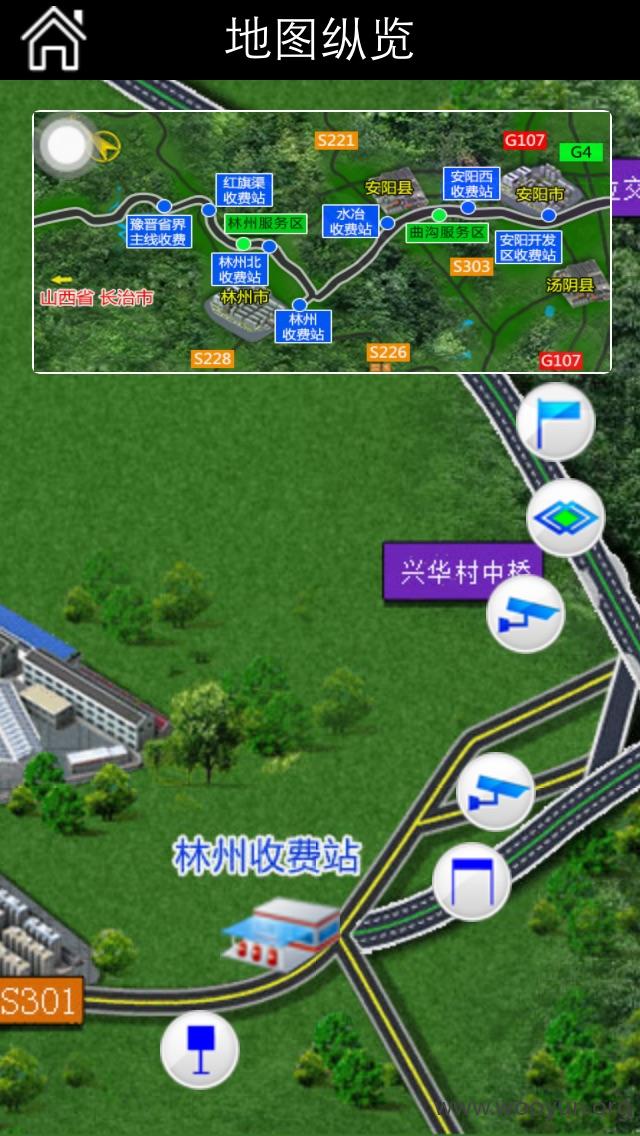 地图纵览
S221
G107
G4
红旗渠
收费站
安阳县
安阳西
收费站
安阳市
豫晋省界
主线收费
林州服务区
水冶
收费站
曲沟服务区
安阳开发
区收费站
林州北
收费站
S303
汤阴县
山西省 长治市
林州市
林州
收费站
S228
S226
G107
兴华村中桥
林州收费站
S301
www.wooyun.org